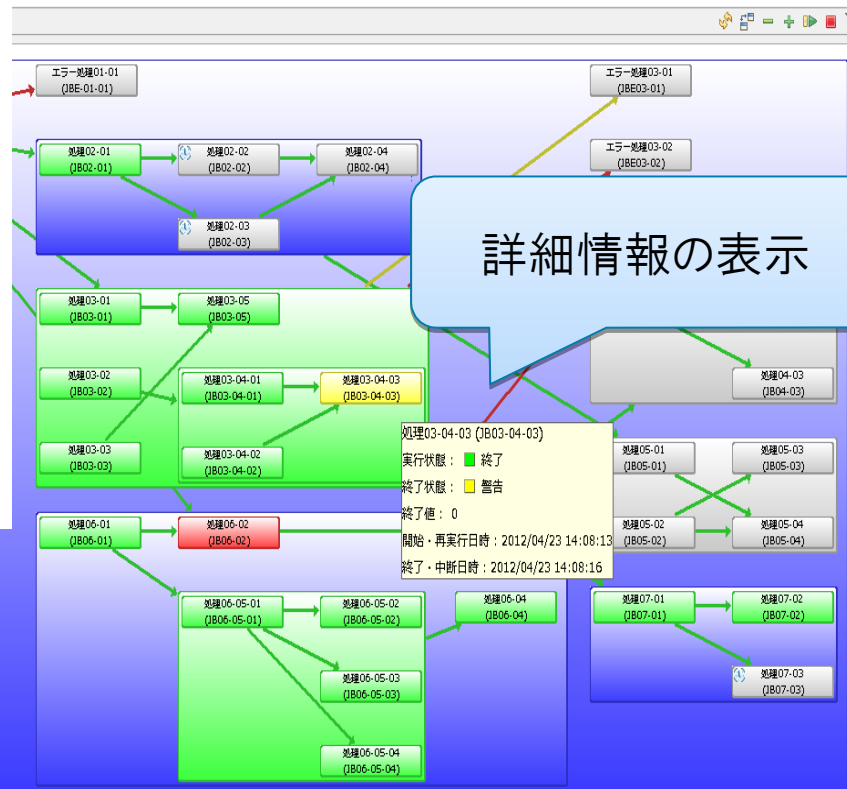 エラー処理01-01
(JBE-01-01)
エラー処理03-01
(JBE03-01)
エラー処理03-02
(JBE03-02)
処理02-01
(JB02-01)
処理02-02
(JB02-02)
処理02-04
(JB02-04)
処理02-03
(JB02-03)
詳細情報の表示
処理03-01
(JB03-01)
処理03-05
(JB03-05)
処理03-02
(JB03-02)
処理03-04-01
(JB03-04-01)
処理03-04-03
(JB03-04-03)
処理03-03
(JB03-03)
処理03-04-02
(JB03-04-02)
処理04-03
(JB04-03)
処理03-04-03 (JB03-04-03)
実行状態： 終了
終了状態： 警告
終了値： 0
開始・再実行日時：2012/04/23 14:08:13
終了・中断日時：2012/04/23 14:08:16
処理05-01
(JB05-01)
処理05-03
(JB05-03)
処理05-02
(JB05-02)
処理05-04
(JB05-04)
処理06-01
(JB06-01)
処理06-02
(JB06-02)
処理06-05-01
(JB06-05-01)
処理06-05-02
(JB06-05-02)
処理06-04
(JB06-04)
処理06-05-03
(JB06-05-03)
処理06-05-04
(JB06-05-04)
処理07-01
(JB07-01)
処理07-02
(JB07-02)
処理07-03
(JB07-03)